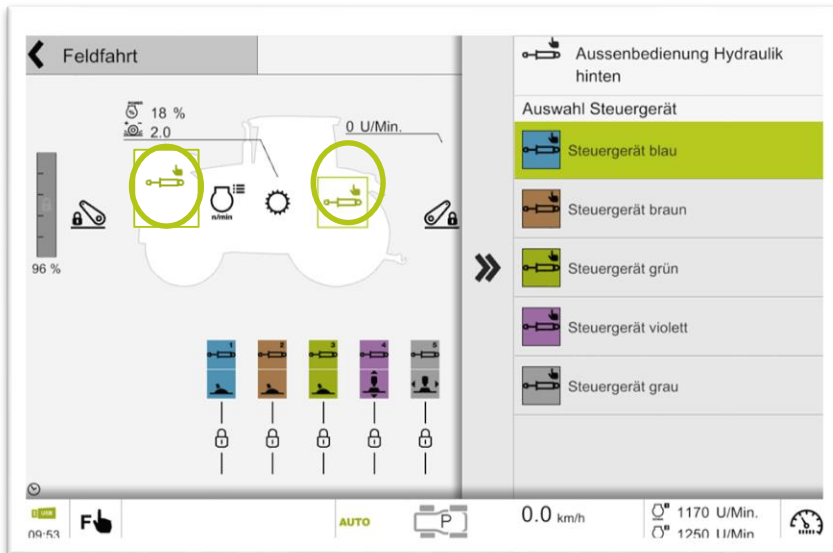 Feldfahrt
18 %
2.0
0 U/Min.
n/min
96 %
1 2 3 4 5
Aussenbedienung Hydraulik
hinten
Auswahl Steuergerät
Steuergerät blau
Steuergerät braun
Steuergerät grün
Steuergerät violett
Steuergerät grau
09:53
F
AUTO
P
0.0 km/h
1170 U/Min.
1250 U/Min.